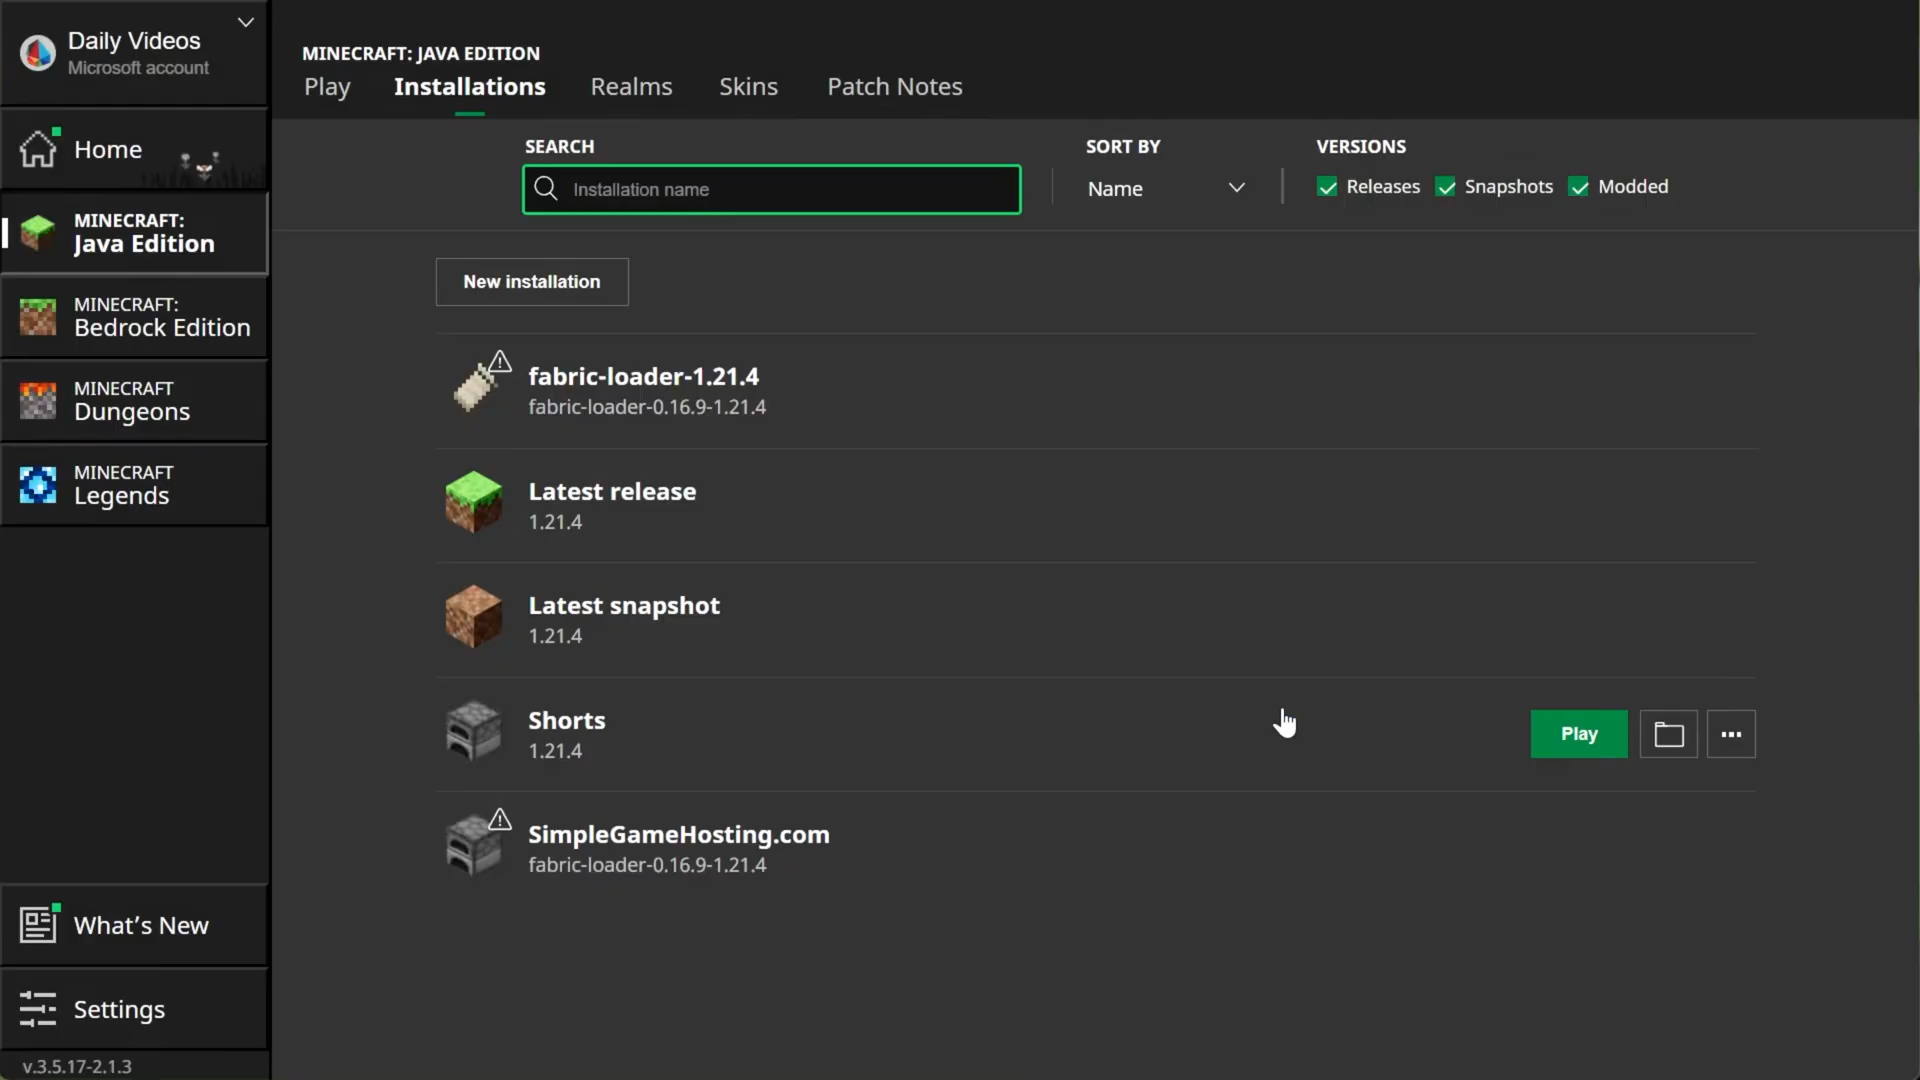 Daily Videos
Microsoft account
Home
MINECRAFT:
Java Edition
MINECRAFT:
Bedrock Edition
MINECRAFT
Dungeons
MINECRAFT
Legends
What's New
Settings
v.3.5.17-2.1.3
MINECRAFT: JAVA EDITION
Play Installations Realms Skins Patch Notes
SEARCH SORT BY VERSIONS
Installation name Name Releases Snapshots Modded
New installation
fabric-loader-1.21.4
fabric-loader-0.16.9-1.21.4
Latest release
1.21.4
Latest snapshot
1.21.4
Shorts
1.21.4
Play
SimpleGameHosting.com
fabric-loader-0.16.9-1.21.4